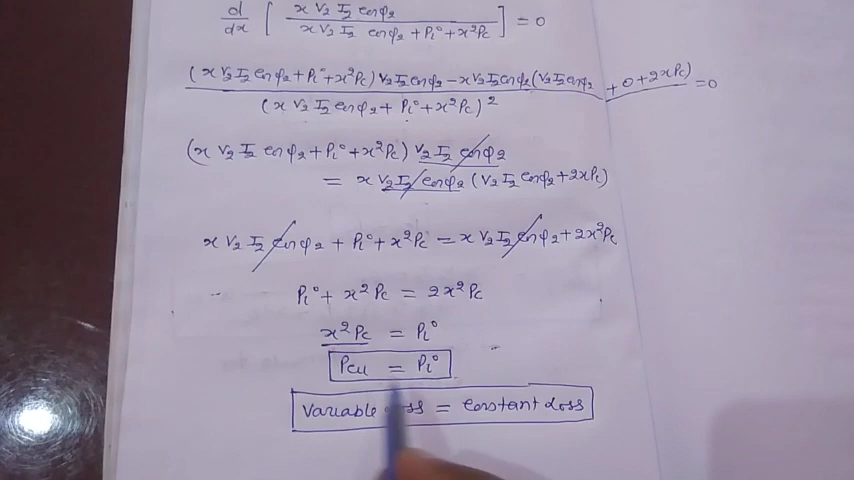 d/dx [ x V₂ I₂ cosφ₂ / x V₂ I₂ cosφ₂ + Pi + x²Pc ] = 0
(x V₂ I₂ cosφ₂ + Pi + x²Pc) V₂ I₂ cosφ₂ - x V₂ I₂ cosφ₂ (V₂ I₂ cosφ₂ + 0 + 2xPc) / (x V₂ I₂ cosφ₂ + Pi + x²Pc)² = 0
(x V₂ I₂ cosφ₂ + Pi + x²Pc) V₂ I₂ cosφ₂
= x V₂ I₂ cosφ₂ (V₂ I₂ cosφ₂ + 2xPc)
x V₂ I₂ cosφ₂ + Pi + x²Pc = x V₂ I₂ cosφ₂ + 2x²Pc
Pi + x²Pc = 2x²Pc
x²Pc = Pi
Pcu = Pi
Variable loss = constant loss